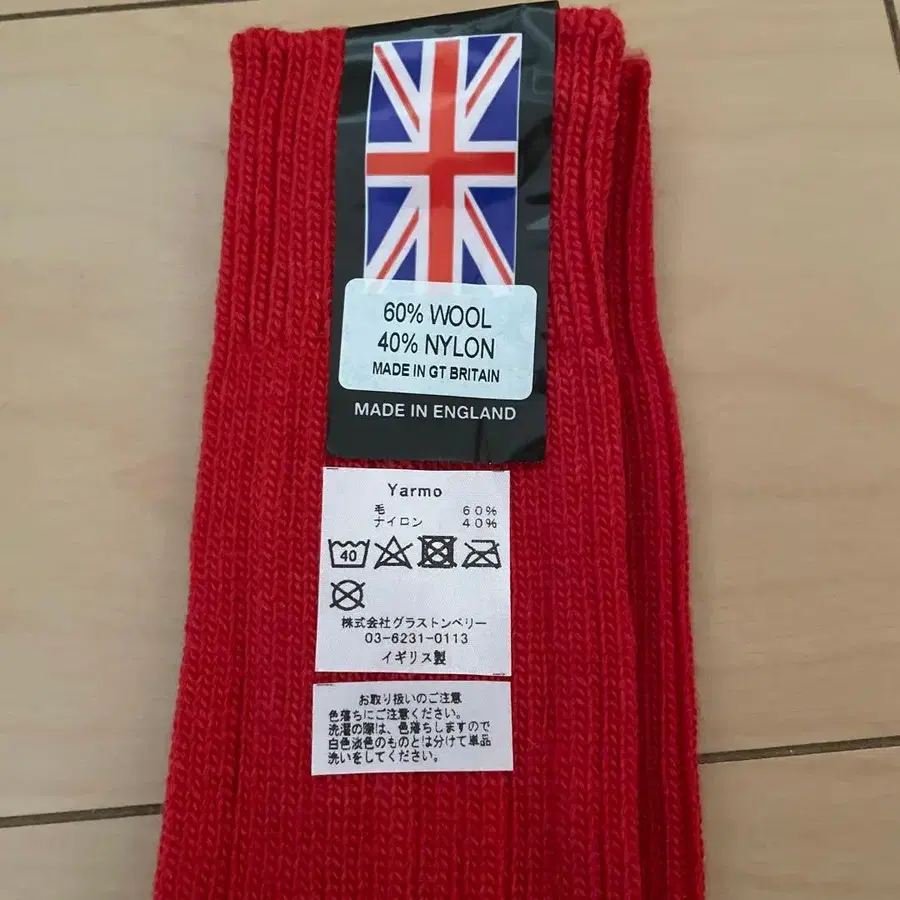 60% WOOL
40% NYLON
MADE IN GT BRITAIN
MADE IN ENGLAND
Yarmo
毛 60%
ナイロン 40%
40
株式会社グラストンベリー
03-6231-0113
イギリス製
お取り扱いのご注意
色落ちにご注意ください。
洗濯の際は、色落ちしますので
白色淡色のものとは分けて単品
洗いをしてください。